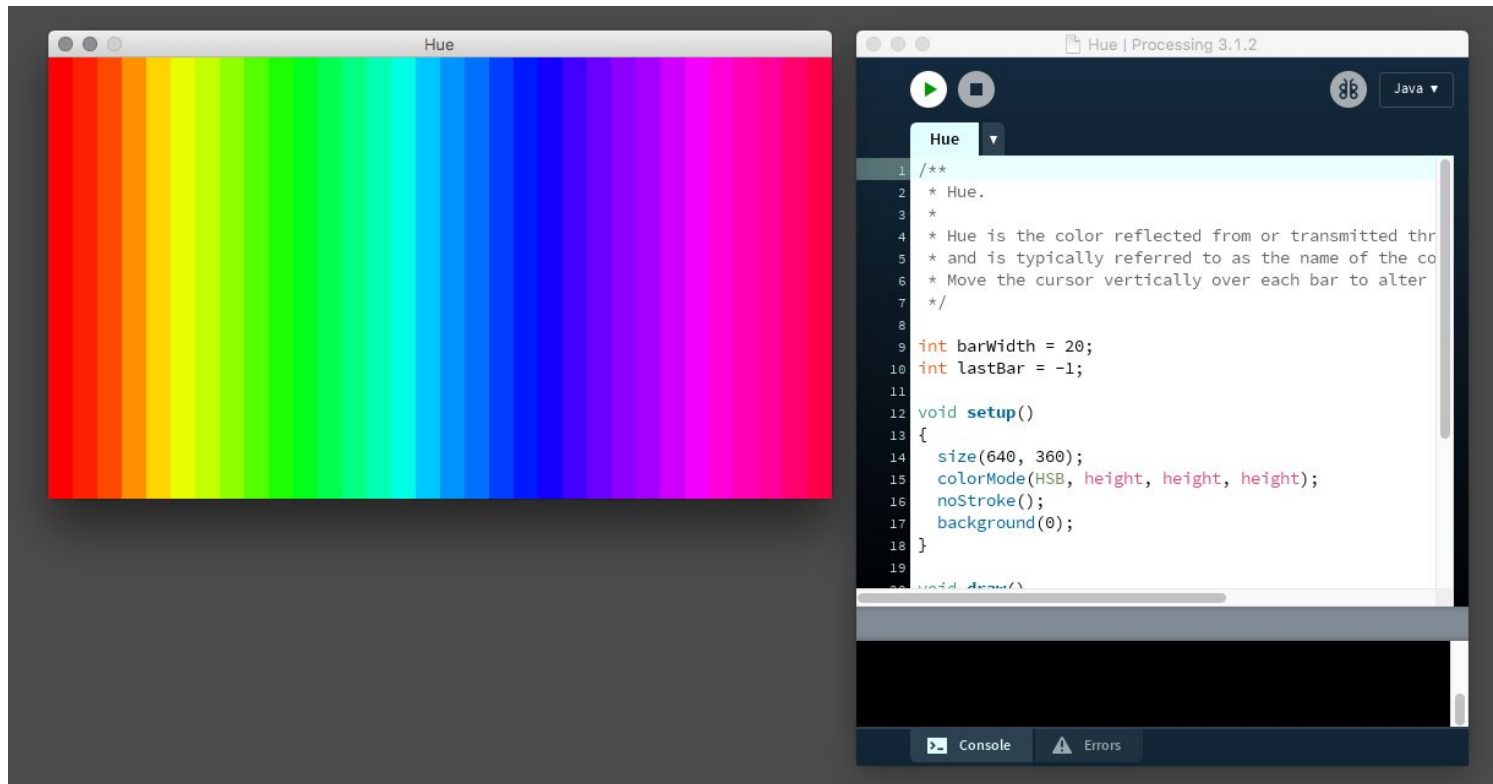 Hue
Hue | Processing 3.1.2
Java ▾
Hue ▾
1 /**
2  * Hue.
3  *
4  * Hue is the color reflected from or transmitted thr
5  * and is typically referred to as the name of the co
6  * Move the cursor vertically over each bar to alter
7  */
8
9 int barWidth = 20;
10 int lastBar = -1;
11
12 void setup()
13 {
14   size(640, 360);
15   colorMode(HSB, height, height, height);
16   noStroke();
17   background(0);
18 }
19
20 void draw()
Console
Errors